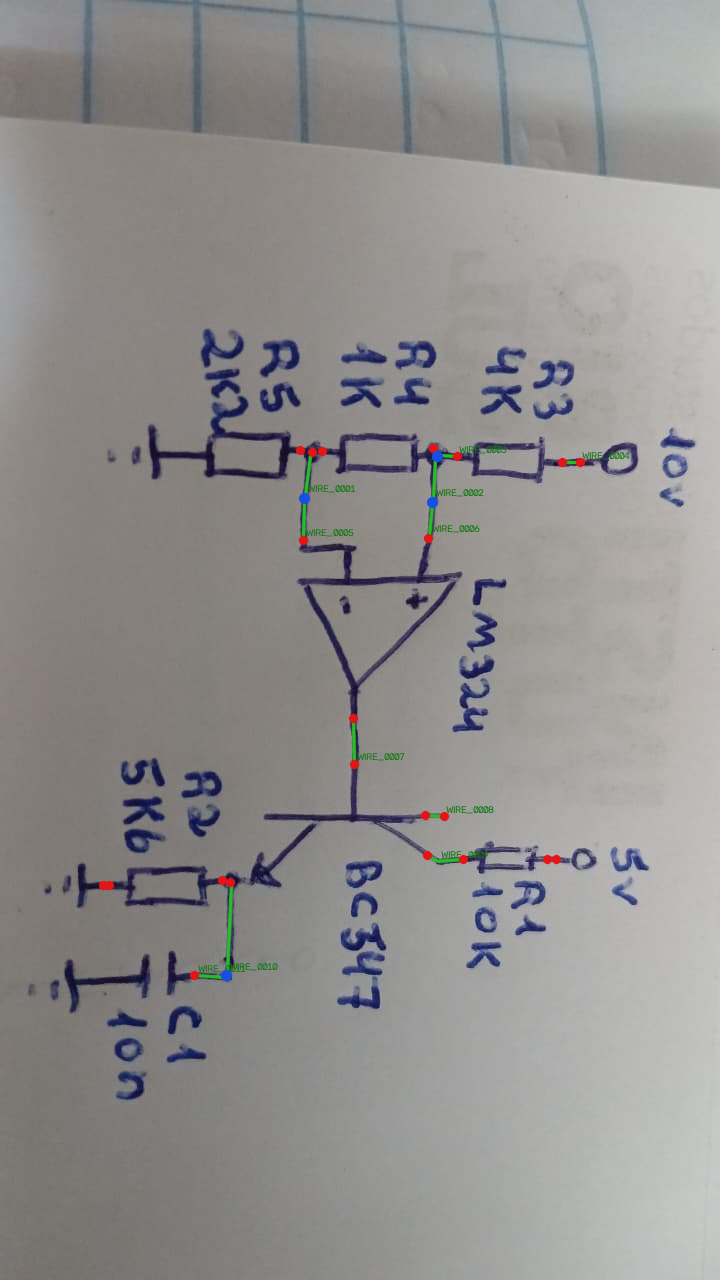 10v
R3
4K
R4
1K
R5
2K2
WIRE_0004
WIRE_0001
WIRE_0002
WIRE_0005
WIRE_0006
+
-
LM324
WIRE_0007
WIRE_0008
5v
R1
10K
BC547
R2
5K6
WIRE_0010
C1
10n